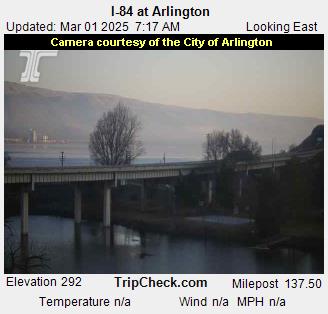 I-84 at Arlington
Updated: Mar 01 2025 7:17 AM Looking East
Camera courtesy of the City of Arlington
Elevation 292 TripCheck.com Milepost 137.50
Temperature n/a Wind n/a MPH n/a